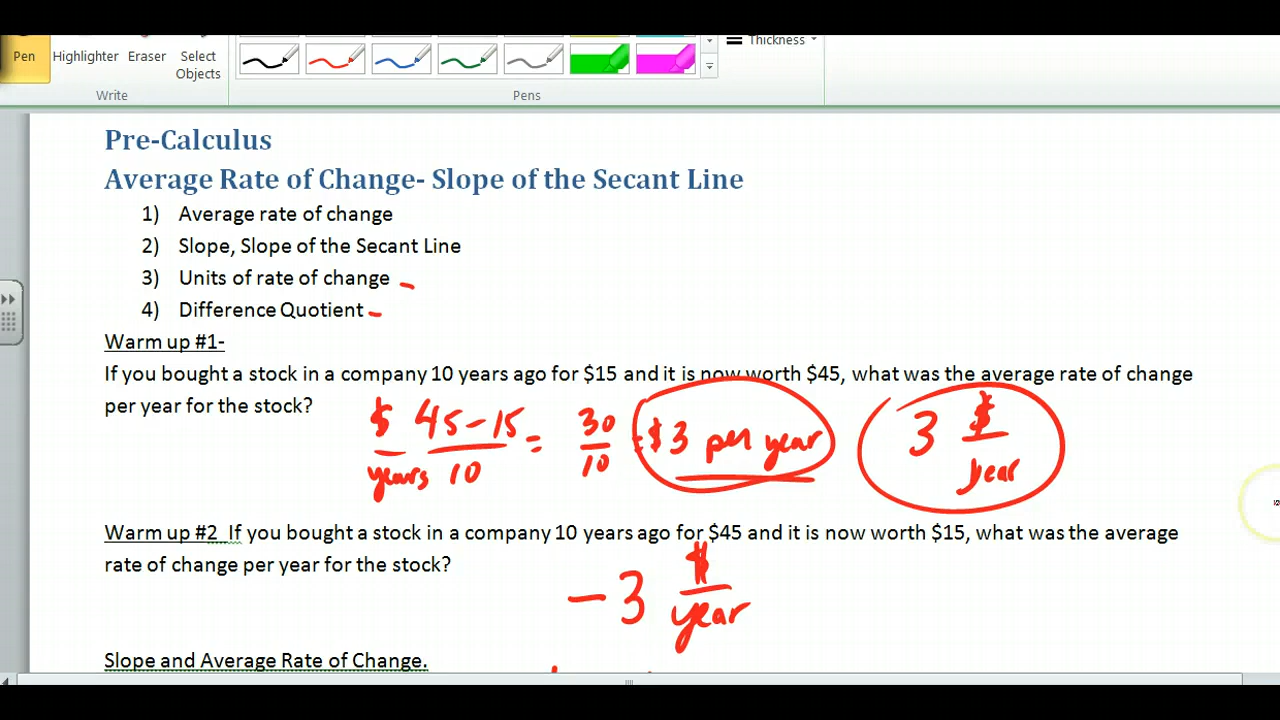 Pen
Highlighter
Eraser
Select Objects
Thickness
Write
Pens
Pre-Calculus
Average Rate of Change- Slope of the Secant Line
1) Average rate of change
2) Slope, Slope of the Secant Line
3) Units of rate of change
4) Difference Quotient
Warm up #1-
If you bought a stock in a company 10 years ago for $15 and it is now worth $45, what was the average rate of change
per year for the stock?
$/years 45-15/10 = 30/10 = $3 per year 3 $/year
Warm up #2 If you bought a stock in a company 10 years ago for $45 and it is now worth $15, what was the average
rate of change per year for the stock?
-3 $/year
Slope and Average Rate of Change.